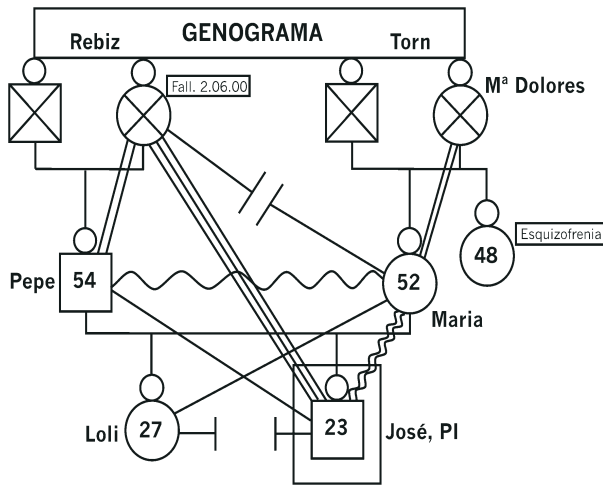 GENOGRAMA
Rebiz
Torn
Fall. 2.06.00
Mª Dolores
Esquizofrenia
48
Pepe
54
52
Maria
Loli
27
23
José, PI